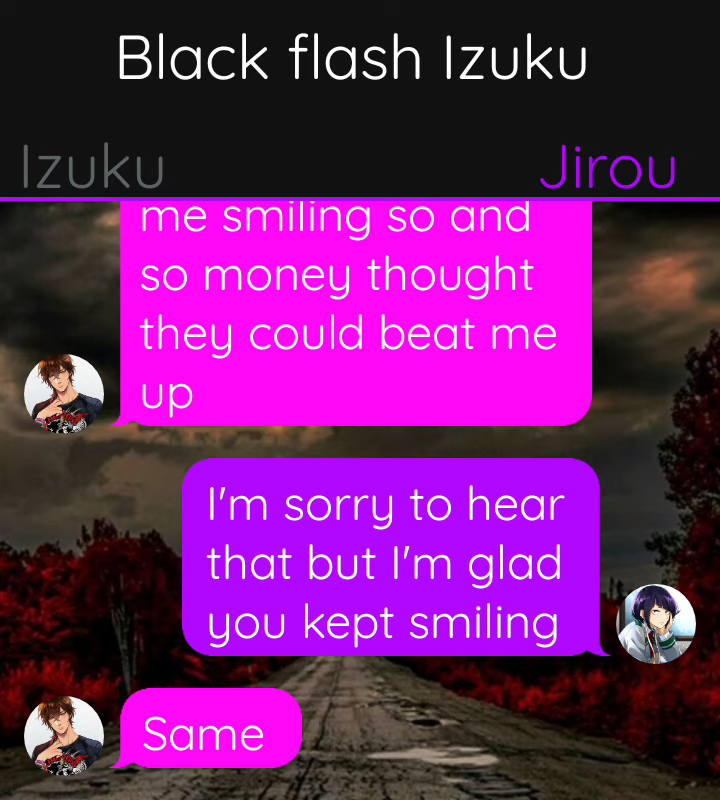 Black flash Izuku
Izuku
Jirou
me smiling so and
so money thought
they could beat me
up
I'm sorry to hear
that but I'm glad
you kept smiling
Same